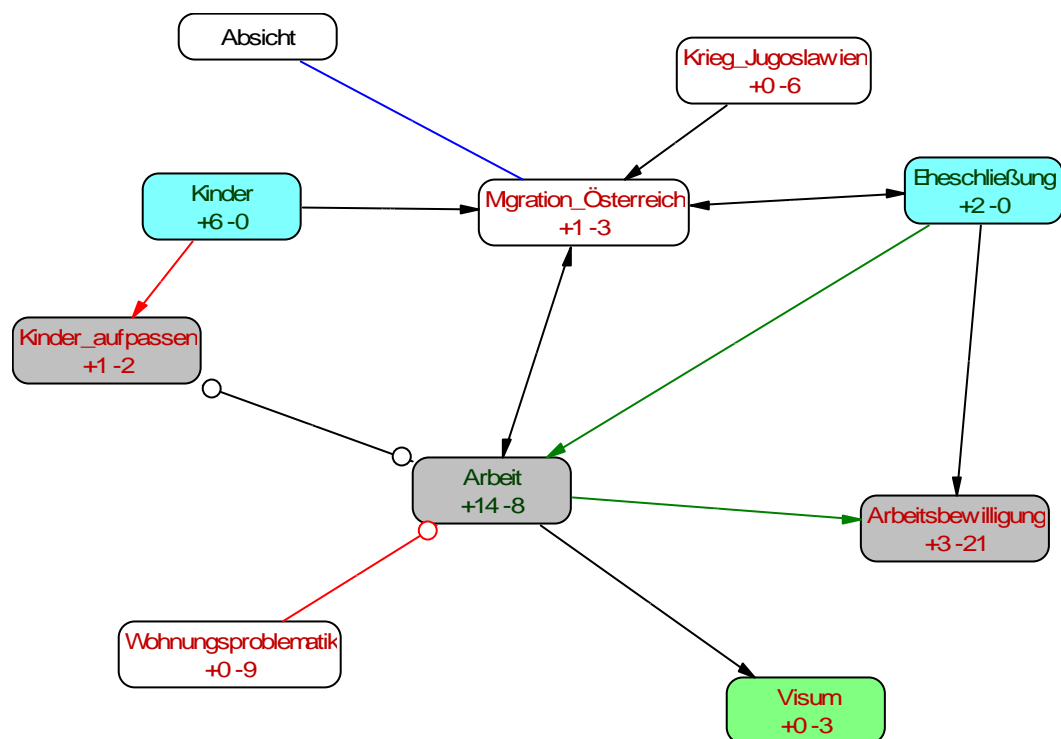 Absicht
Krieg_Jugoslawien
+0 -6
Kinder
+6 -0
Mgration_Österreich
+1 -3
Eheschließung
+2 -0
Kinder_aufpassen
+1 -2
Arbeit
+14 -8
Arbeitsbewilligung
+3 -21
Wohnungsproblematik
+0 -9
Visum
+0 -3